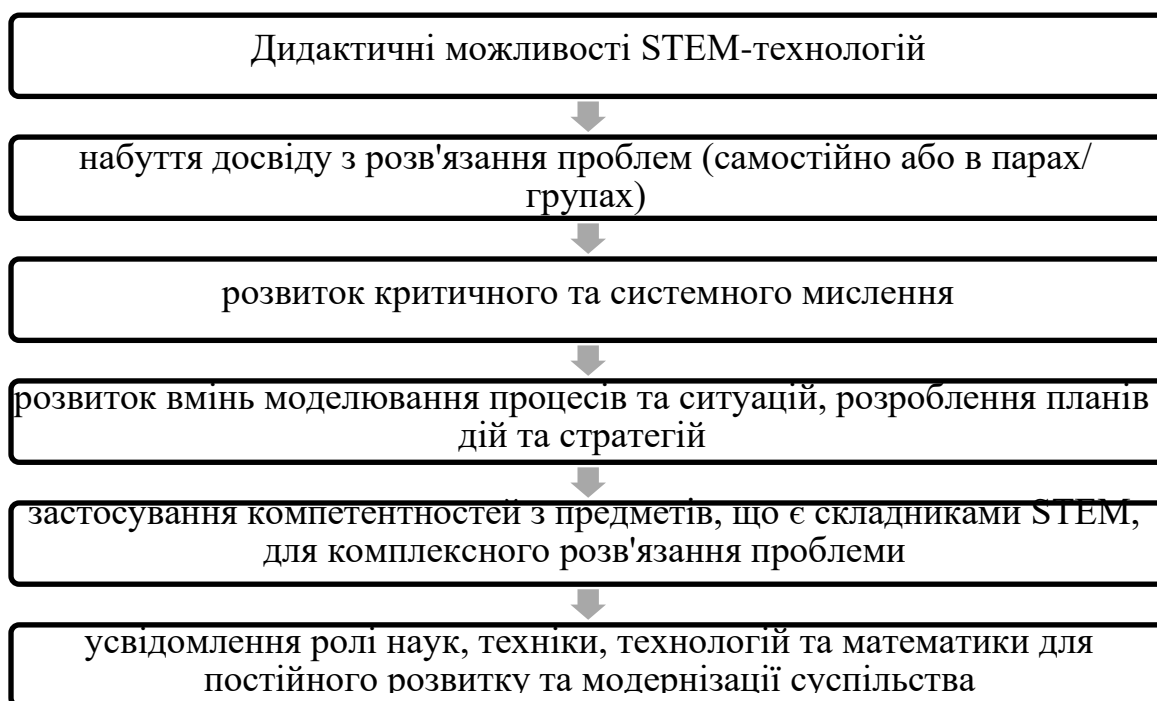 Дидактичні можливості STEM-технологій
набуття досвіду з розв'язання проблем (самостійно або в парах/
групах)
розвиток критичного та системного мислення
розвиток вмінь моделювання процесів та ситуацій, розроблення планів
дій та стратегій
застосування компетентностей з предметів, що є складниками STEM,
для комплексного розв'язання проблеми
усвідомлення ролі наук, техніки, технологій та математики для
постійного розвитку та модернізації суспільства